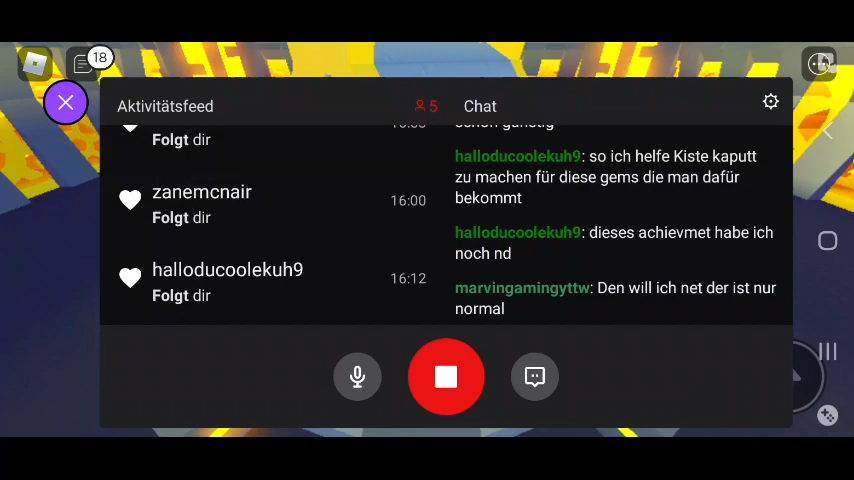 18
Aktivitätsfeed
5
Folgt dir
zanemcnair
16:00
Folgt dir
halloducoolekuh9
16:12
Folgt dir
Chat
schon günstig
halloducoolekuh9: so ich helfe Kiste kaputt
zu machen für diese gems die man dafür
bekommt
halloducoolekuh9: dieses achievmet habe ich
noch nd
marvingamingyttw: Den will ich net der ist nur
normal